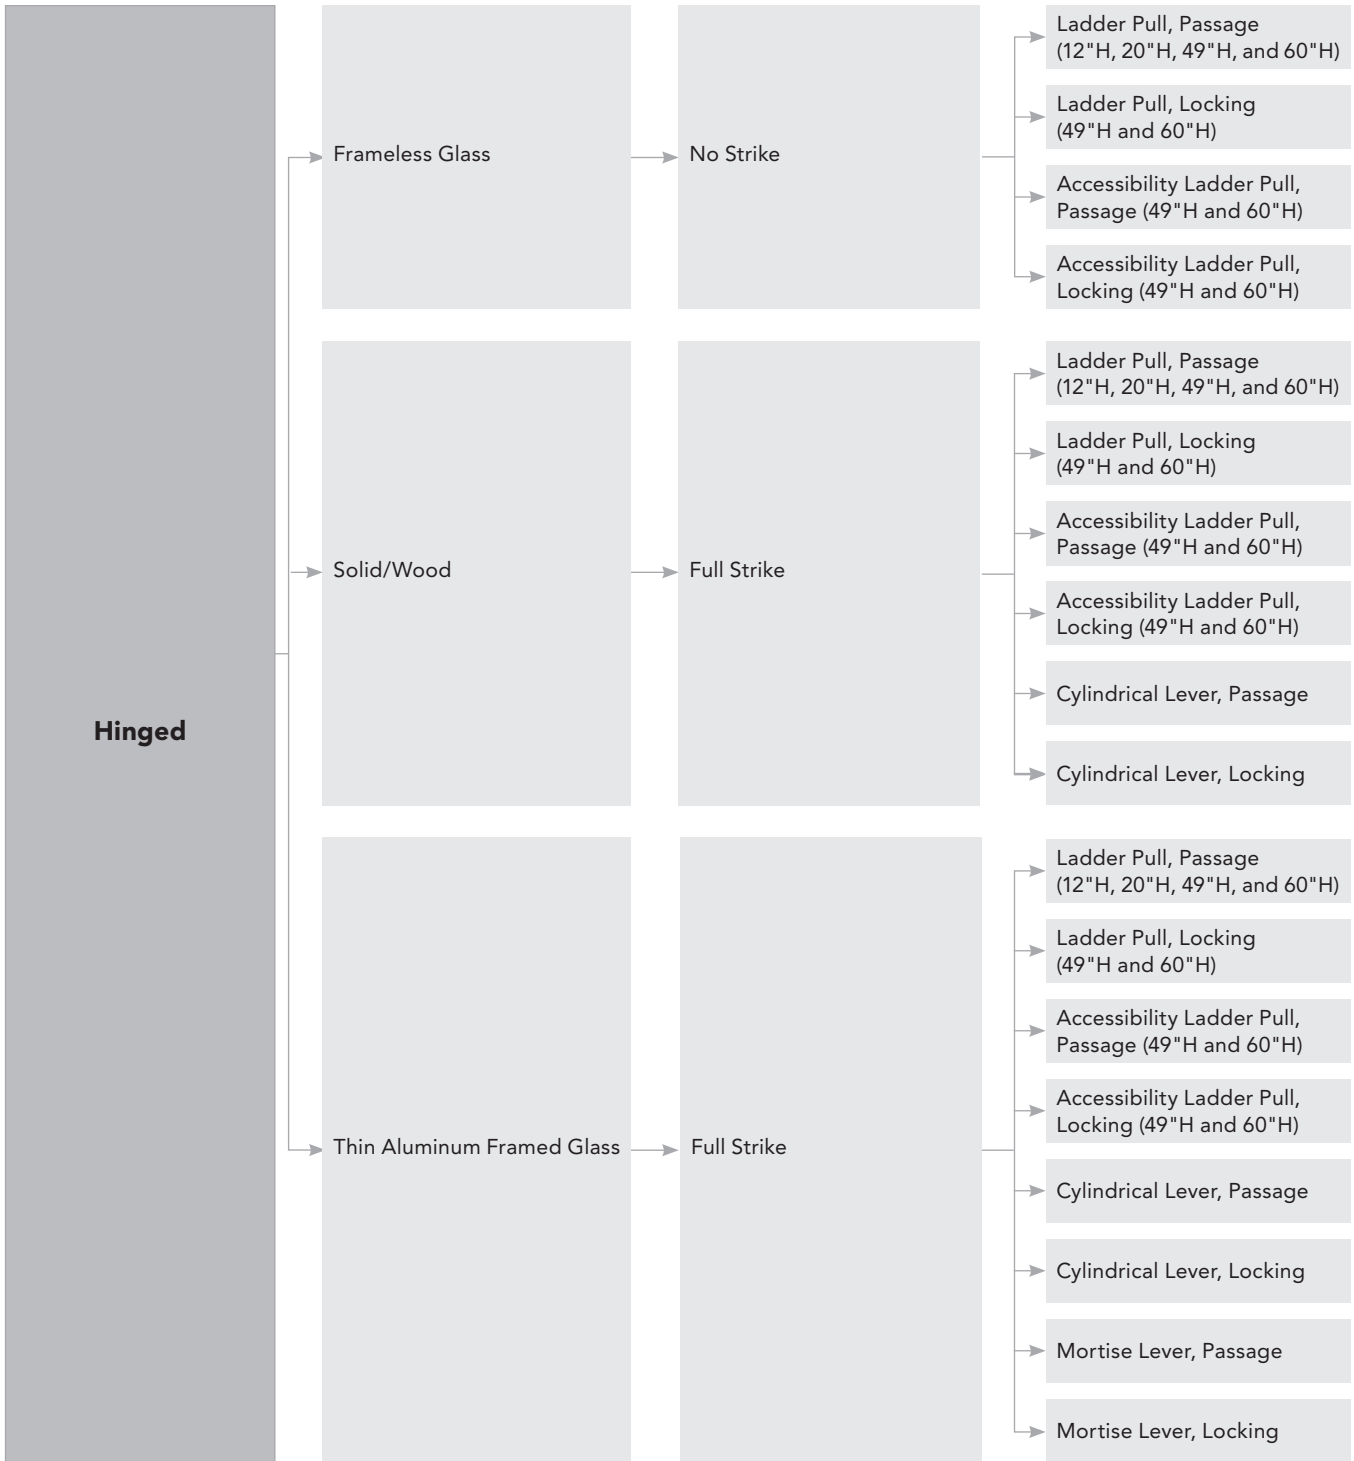 Hinged
Frameless Glass
No Strike
Ladder Pull, Passage
(12"H, 20"H, 49"H, and 60"H)
Ladder Pull, Locking
(49"H and 60"H)
Accessibility Ladder Pull,
Passage (49"H and 60"H)
Accessibility Ladder Pull,
Locking (49"H and 60"H)
Solid/Wood
Full Strike
Ladder Pull, Passage
(12"H, 20"H, 49"H, and 60"H)
Ladder Pull, Locking
(49"H and 60"H)
Accessibility Ladder Pull,
Passage (49"H and 60"H)
Accessibility Ladder Pull,
Locking (49"H and 60"H)
Cylindrical Lever, Passage
Cylindrical Lever, Locking
Thin Aluminum Framed Glass
Full Strike
Ladder Pull, Passage
(12"H, 20"H, 49"H, and 60"H)
Ladder Pull, Locking
(49"H and 60"H)
Accessibility Ladder Pull,
Passage (49"H and 60"H)
Accessibility Ladder Pull,
Locking (49"H and 60"H)
Cylindrical Lever, Passage
Cylindrical Lever, Locking
Mortise Lever, Passage
Mortise Lever, Locking